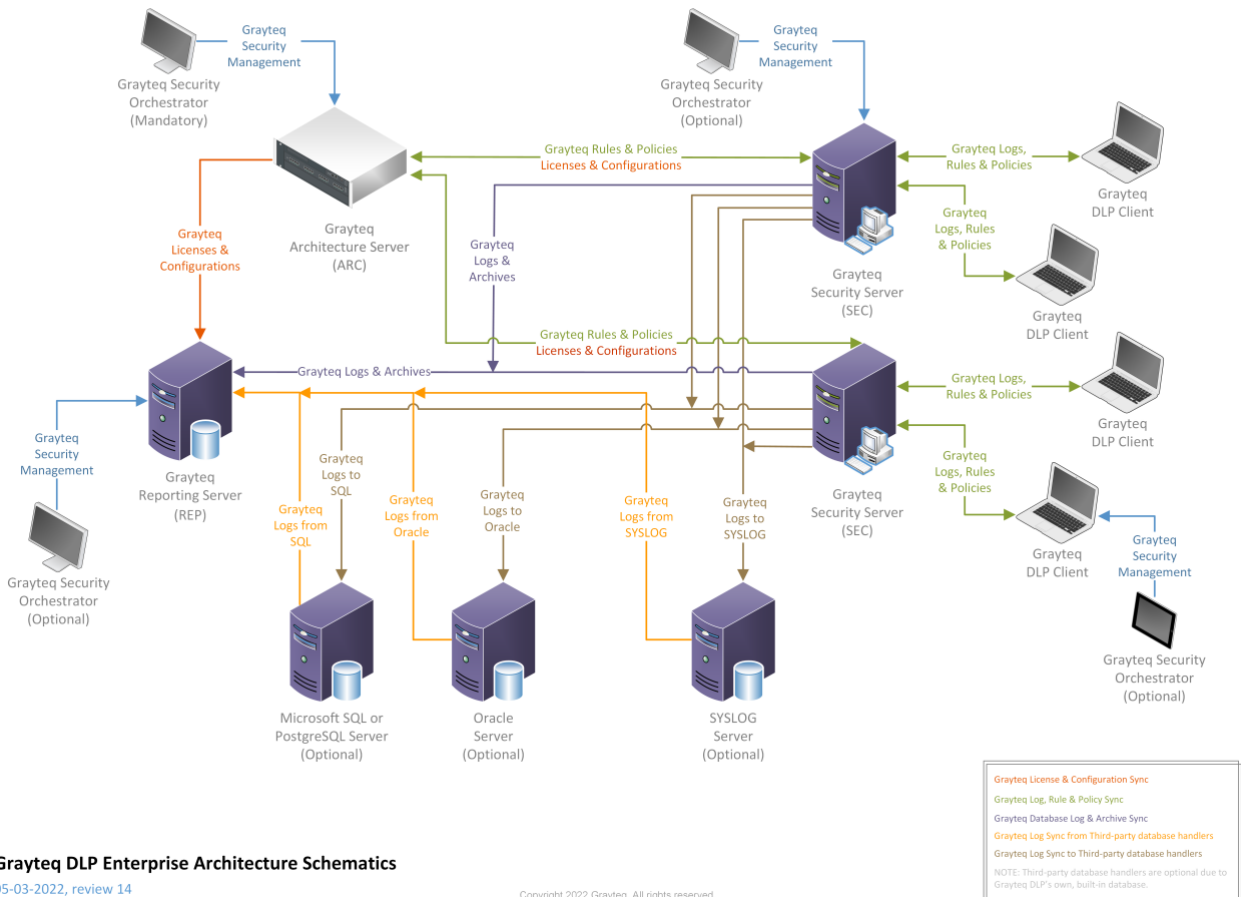 Grayteq
Security
Management
Grayteq Security
Orchestrator
(Mandatory)
Grayteq
Security
Management
Grayteq Security
Orchestrator
(Optional)
Grayteq Rules & Policies
Licenses & Configurations
Grayteq Logs,
Rules & Policies
Grayteq
DLP Client
Grayteq
Architecture Server
(ARC)
Grayteq
Licenses &
Configurations
Grayteq
Logs &
Archives
Grayteq
Logs, Rules
& Policies
Grayteq
Security Server
(SEC)
Grayteq
DLP Client
Grayteq Rules & Policies
Licenses & Configurations
Grayteq Logs & Archives
Grayteq Logs,
Rules & Policies
Grayteq
DLP Client
Grayteq
Security
Management
Grayteq
Reporting Server
(REP)
Grayteq
Logs to
SQL
Grayteq
Logs from
SQL
Grayteq
Logs from
Oracle
Grayteq
Logs to
Oracle
Grayteq
Logs from
SYSLOG
Grayteq
Logs to
SYSLOG
Grayteq
Security Server
(SEC)
Grayteq
Logs, Rules
& Policies
Grayteq
DLP Client
Grayteq
Security
Management
Grayteq Security
Orchestrator
(Optional)
Grayteq Security
Orchestrator
(Optional)
Microsoft SQL or
PostgreSQL Server
(Optional)
Oracle
Server
(Optional)
SYSLOG
Server
(Optional)
Grayteq License & Configuration Sync
Grayteq Log, Rule & Policy Sync
Grayteq Database Log & Archive Sync
Grayteq Log Sync from Third-party database handlers
Grayteq Log Sync to Third-party database handlers
NOTE: Third-party database handlers are optional due to
Grayteq DLP's own, built-in database.
Grayteq DLP Enterprise Architecture Schematics
05-03-2022, review 14
Copyright 2022 Grayteq. All rights reserved